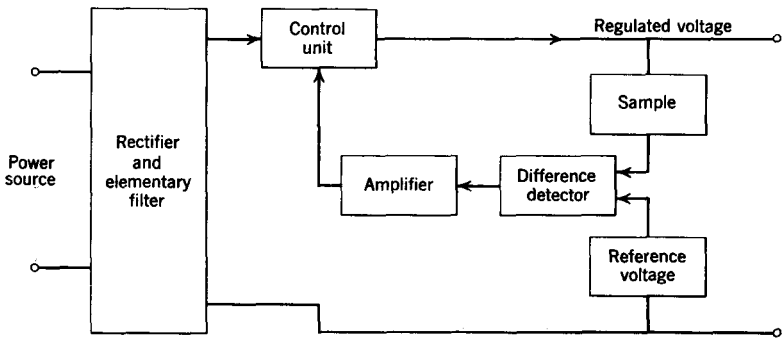 Power
source
Rectifier
and
elementary
filter
Control
unit
Regulated voltage
Sample
Amplifier
Difference
detector
Reference
voltage